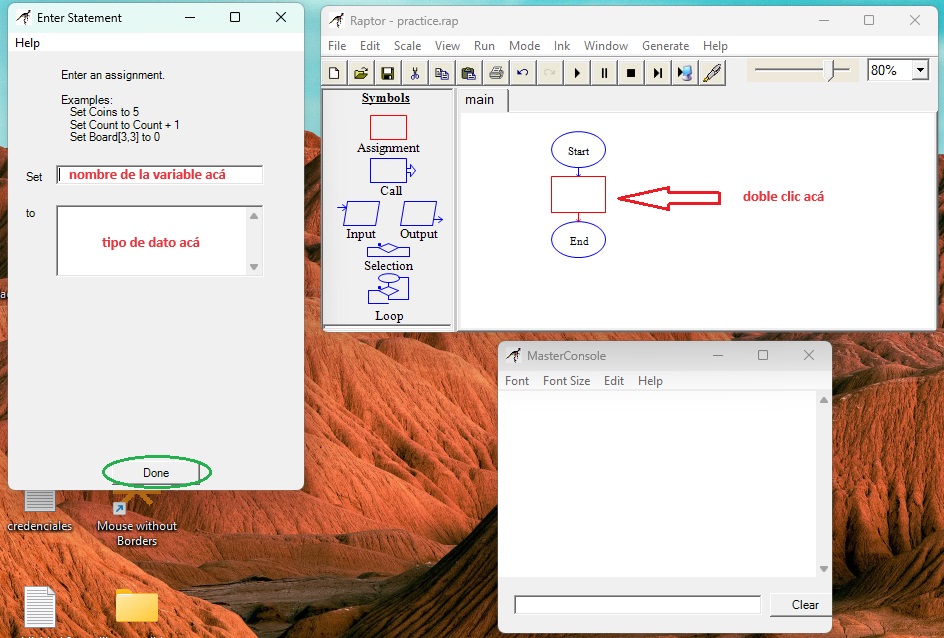 Enter Statement
Help
Enter an assignment.
Examples:
Set Coins to 5
Set Count to Count + 1
Set Board[3,3] to 0
Set
nombre de la variable acá
to
tipo de dato acá
Done
credenciales
Mouse without
Borders
Raptor - practice.rap
File Edit Scale View Run Mode Ink Window Generate Help
80%
Symbols
Assignment
Call
Input Output
Selection
Loop
main
Start
doble clic acá
End
MasterConsole
Font Font Size Edit Help
Clear